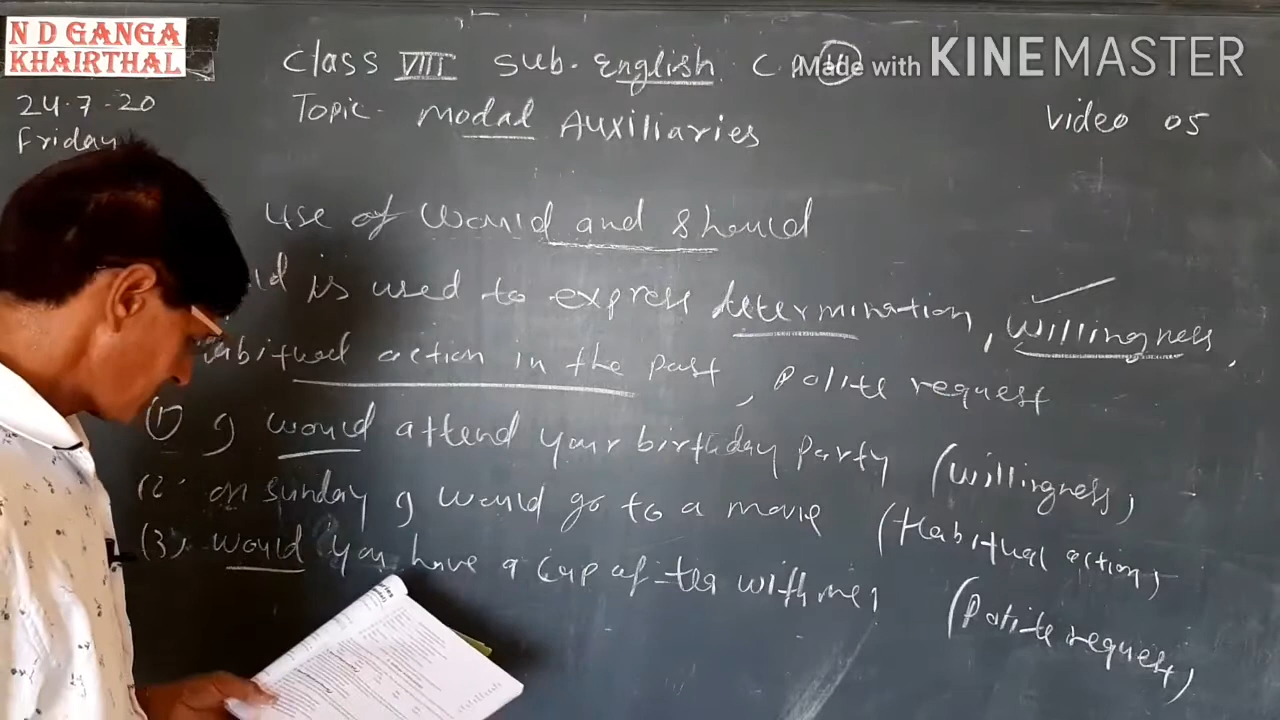 N D GANGA
KHAIRTHAL
24.7.20
Friday
Class VIII Sub. English C
Made with KINEMASTER
Topic - Modal Auxiliaries
Video 05
Use of Would and Should
ld is used to express determination, Willingness,
abitual action in the past, Polite request
(1) I would attend your birthday party (Willingness)
(2) On Sunday I would go to a movie (Habitual action)
(3) Would you have a cup of tea with me? (Polite request)